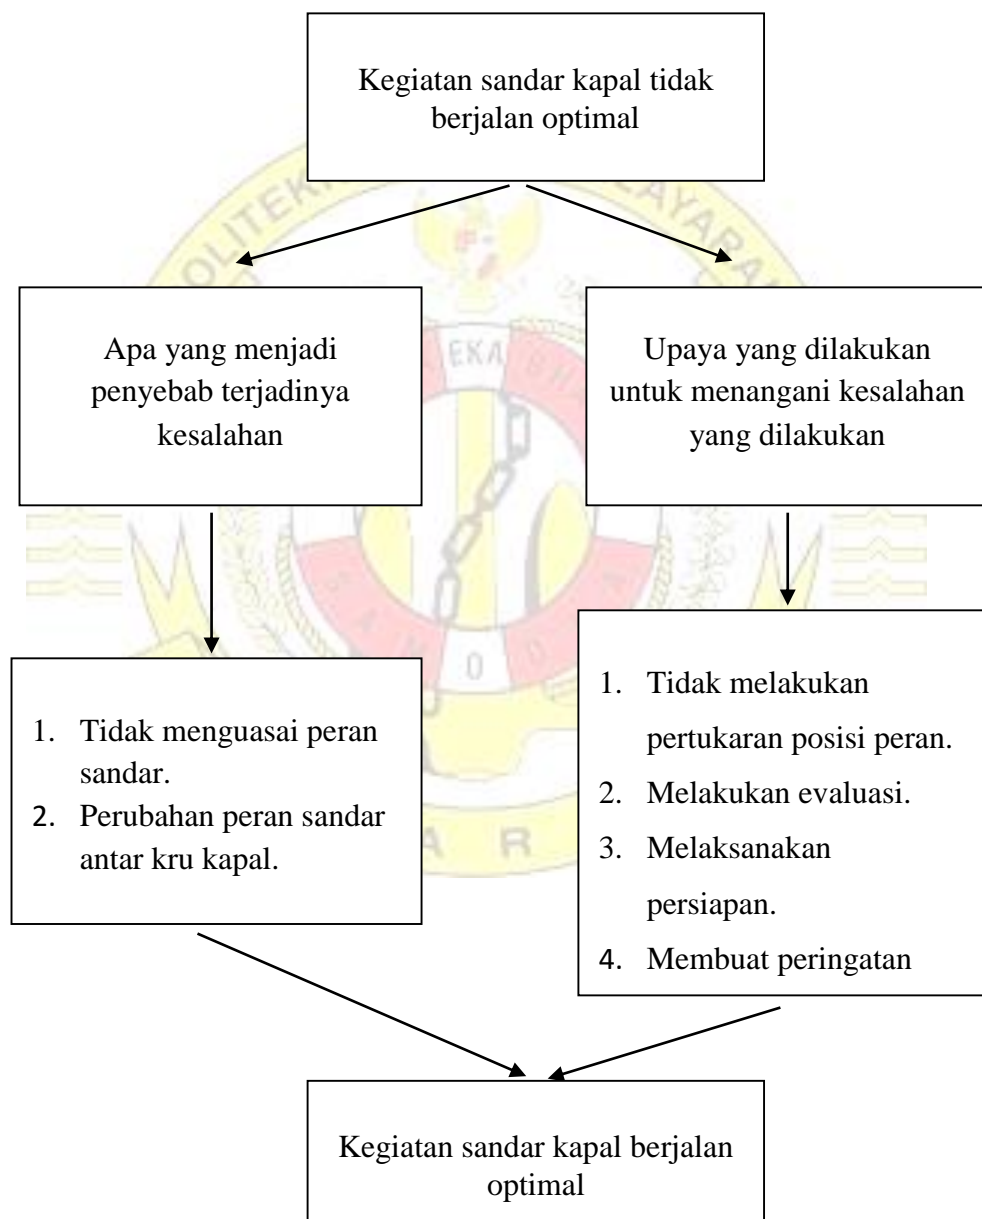 Kegiatan sandar kapal tidak
berjalan optimal
Apa yang menjadi
penyebab terjadinya
kesalahan
Upaya yang dilakukan
untuk menangani kesalahan
yang dilakukan
1. Tidak menguasai peran
sandar.
2. Perubahan peran sandar
antar kru kapal.
1. Tidak melakukan
pertukaran posisi peran.
2. Melakukan evaluasi.
3. Melaksanakan
persiapan.
4. Membuat peringatan
Kegiatan sandar kapal berjalan
optimal